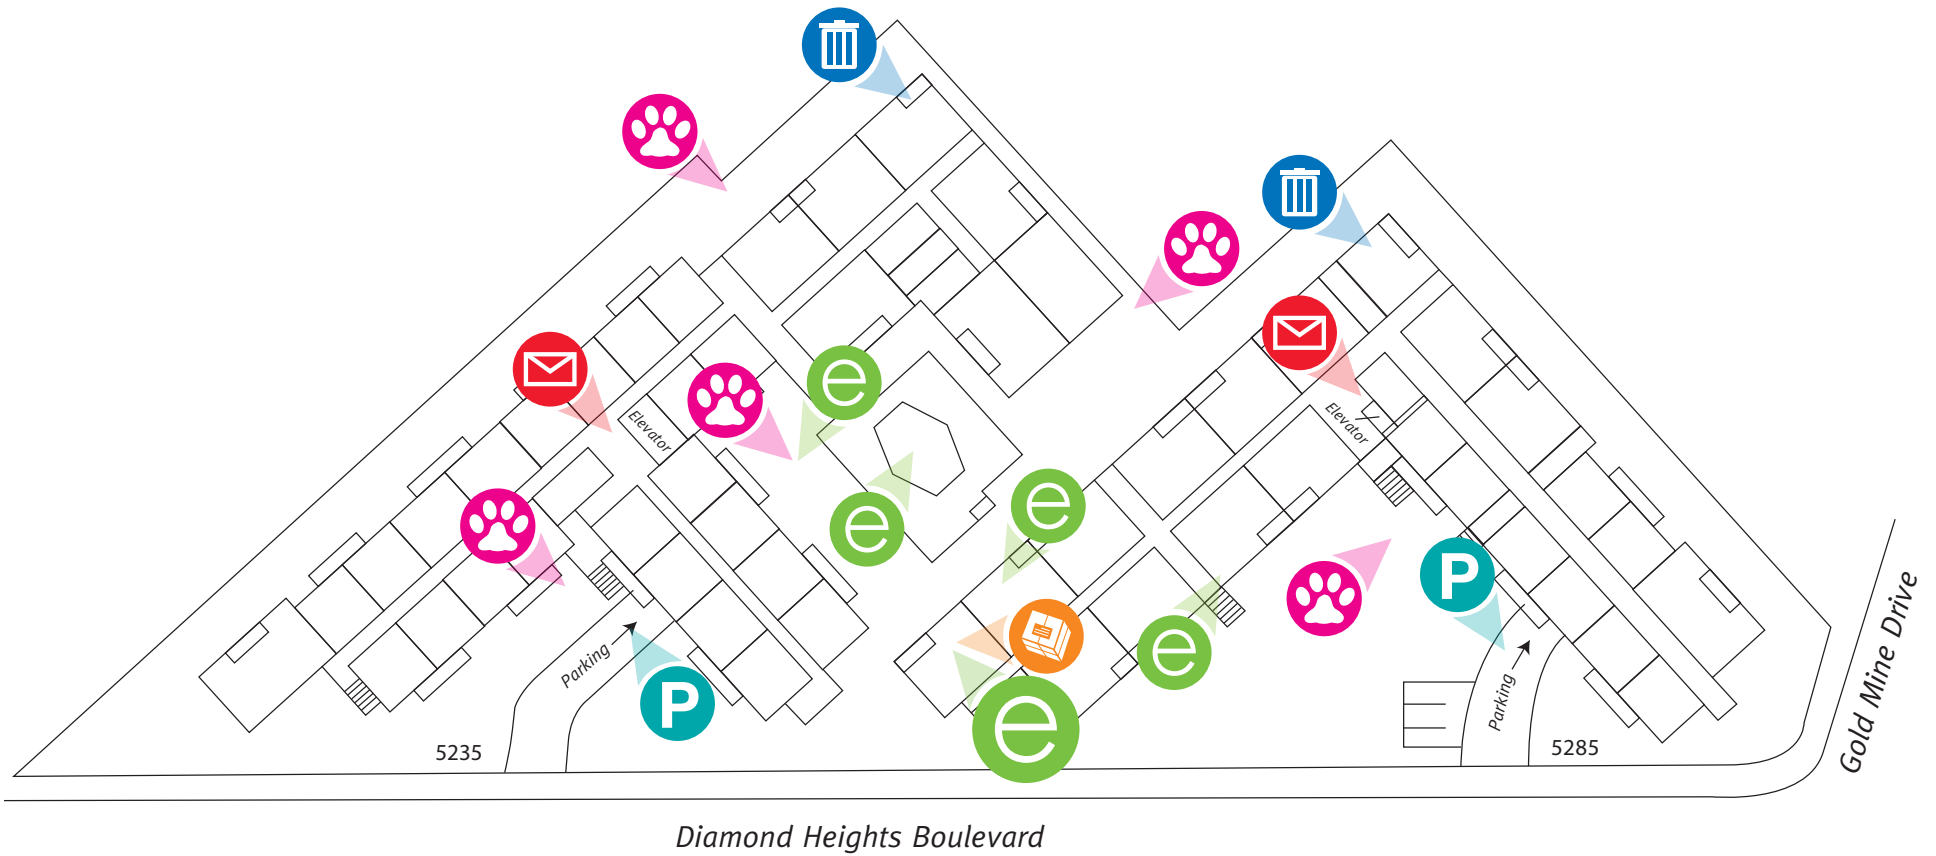 e
Elevator
Elevator
e
e
P
Parking
e
P
Parking
e
5235
5285
Gold Mine Drive
Diamond Heights Boulevard